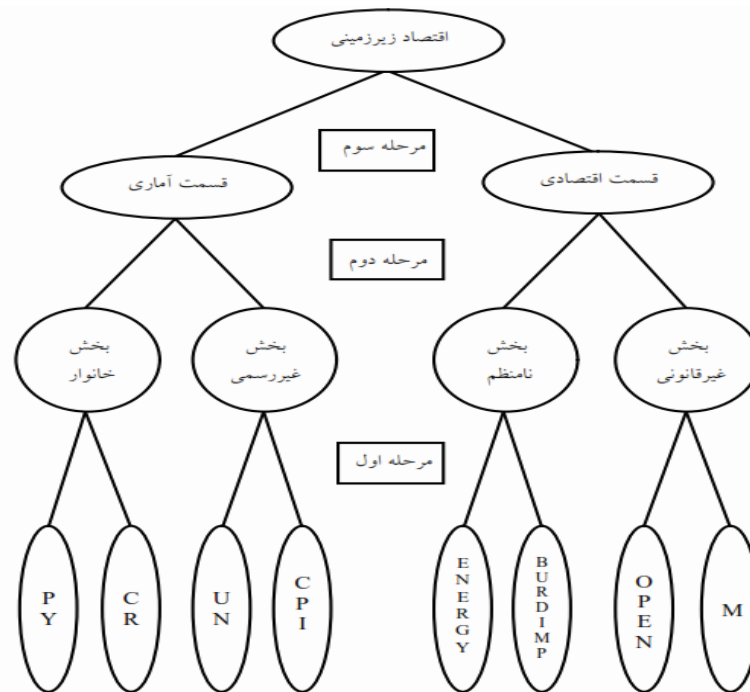 اقتصاد زیرزمینی
مرحله سوم
قسمت اقتصادی
قسمت آماری
مرحله دوم
بخش
غیرقانونی
بخش
نامنظم
بخش
غیررسمی
بخش
خانوار
مرحله اول
PY
CR
UN
CPI
ENERGY
BURDIMP
OPEN
M